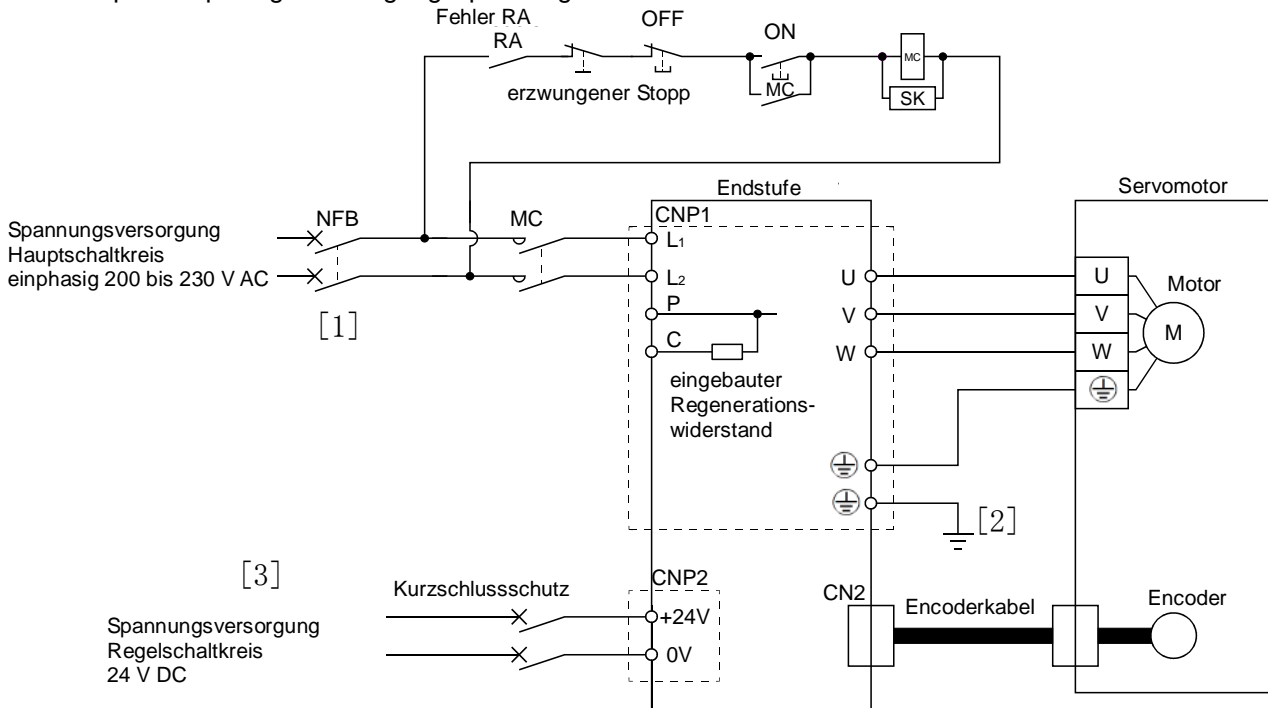 Fehler RA
OFF
RA
ON
MC
erzwungener Stopp
MC
SK
Endstufe
Servomotor
Spannungsversorgung
Hauptschaltkreis
einphasig 200 bis 230 V AC
NFB
MC
CNP1
L1
L2
P
C
U
V
W
U
V
W
Motor
M
[1]
eingebauter
Regenerations-
widerstand
[2]
[3]
Kurzschlussschutz
CNP2
+24V
0V
Spannungsversorgung
Regelschaltkreis
24 V DC
CN2
Encoderkabel
Encoder